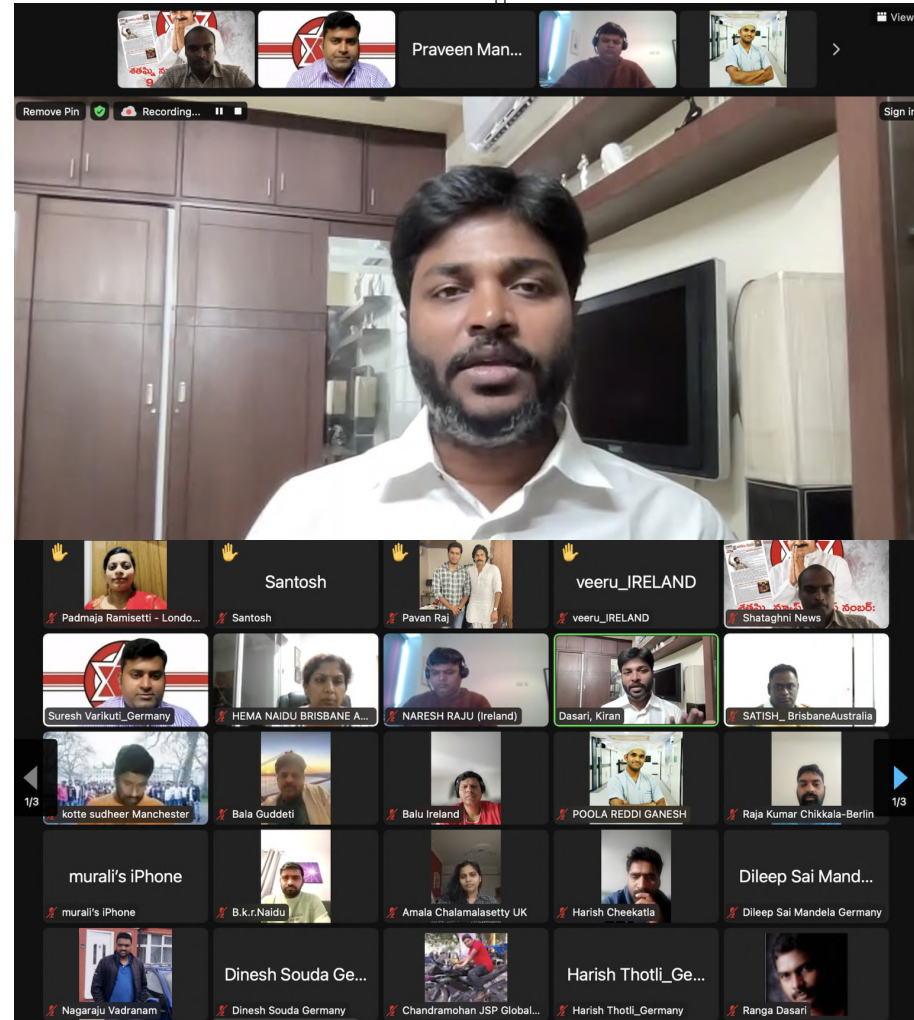 View
శతఘ్ని న్యూ
9
Praveen Man...
Remove Pin
Recording...
Sign in
Padmaja Ramisetti - Londo...
Santosh
Santosh
Pavan Raj
veeru_IRELAND
veeru_IRELAND
శతఘ్ని న్యూస్
నంబర్:
Shataghni News
Suresh Varikuti_Germany
HEMA NAIDU BRISBANE A...
NARESH RAJU (Ireland)
Dasari, Kiran
SATISH_ BrisbaneAustralia
1/3
kotte sudheer Manchester
Bala Guddeti
Balu Ireland
POOLA REDDI GANESH
Raja Kumar Chikkala-Berlin
1/3
murali's iPhone
murali's iPhone
B.k.r.Naidu
Amala Chalamalasetty UK
Harish Cheekatla
Dileep Sai Mand...
Dileep Sai Mandela Germany
Nagaraju Vadranam
Dinesh Souda Ge...
Dinesh Souda Germany
Chandramohan JSP Global...
Harish Thotli_Ge...
Harish Thotli_Germany
Ranga Dasari